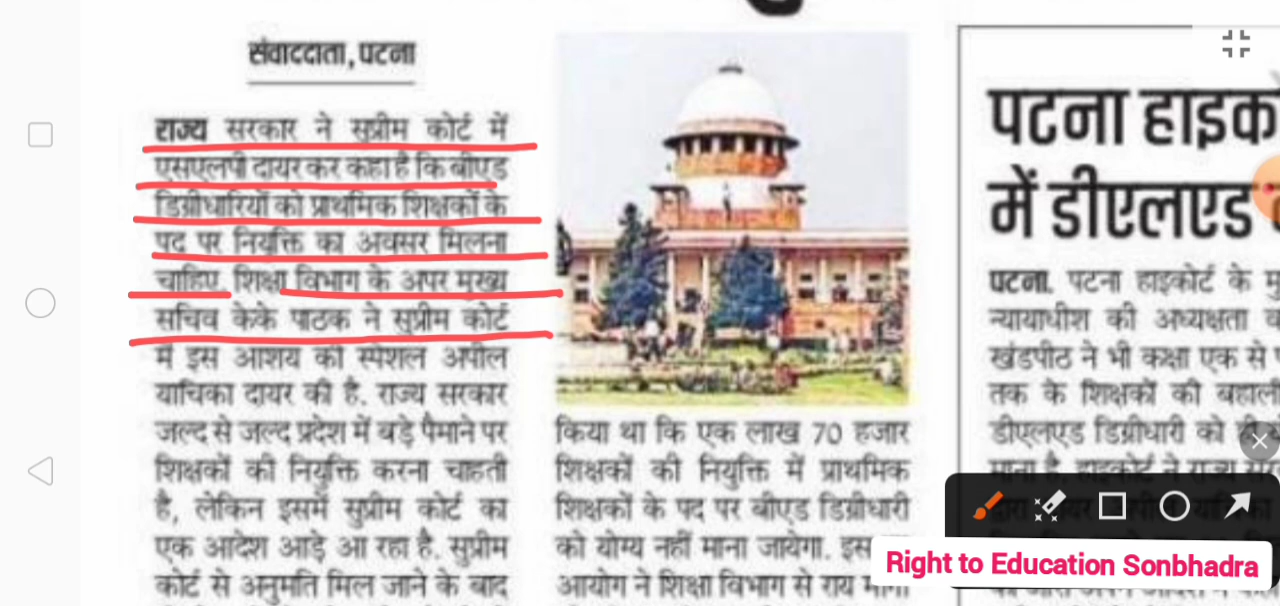 संवाददाता, पटना
राज्य सरकार ने सुप्रीम कोर्ट में
एसएलपी दायर कर कहा है कि बीएड
डिग्रीधारियों को प्राथमिक शिक्षकों के
पद पर नियुक्ति का अवसर मिलना
चाहिए. शिक्षा विभाग के अपर मुख्य
सचिव केके पाठक ने सुप्रीम कोर्ट
में इस आशय की स्पेशल अपील
याचिका दायर की है. राज्य सरकार
जल्द से जल्द प्रदेश में बड़े पैमाने पर
शिक्षकों की नियुक्ति करना चाहती
है, लेकिन इसमें सुप्रीम कोर्ट का
एक आदेश आड़े आ रहा है. सुप्रीम
कोर्ट से अनुमति मिल जाने के बाद
किया था कि एक लाख 70 हजार
शिक्षकों की नियुक्ति में प्राथमिक
शिक्षकों के पद पर बीएड डिग्रीधारी
को योग्य नहीं माना जायेगा. इस
आयोग ने शिक्षा विभाग से राय
पटना
में डीएलएड
पटना. पटना हाइकोर्ट के
न्यायाधीश की अध्यक्षता
खंडपीठ ने भी कक्षा एक से
तक के शिक्षकों की बहाली
डीएलएड डिग्रीधारी को
माना है. हाइकोर्ट ने राज्य
Right to Education Sonbhadra